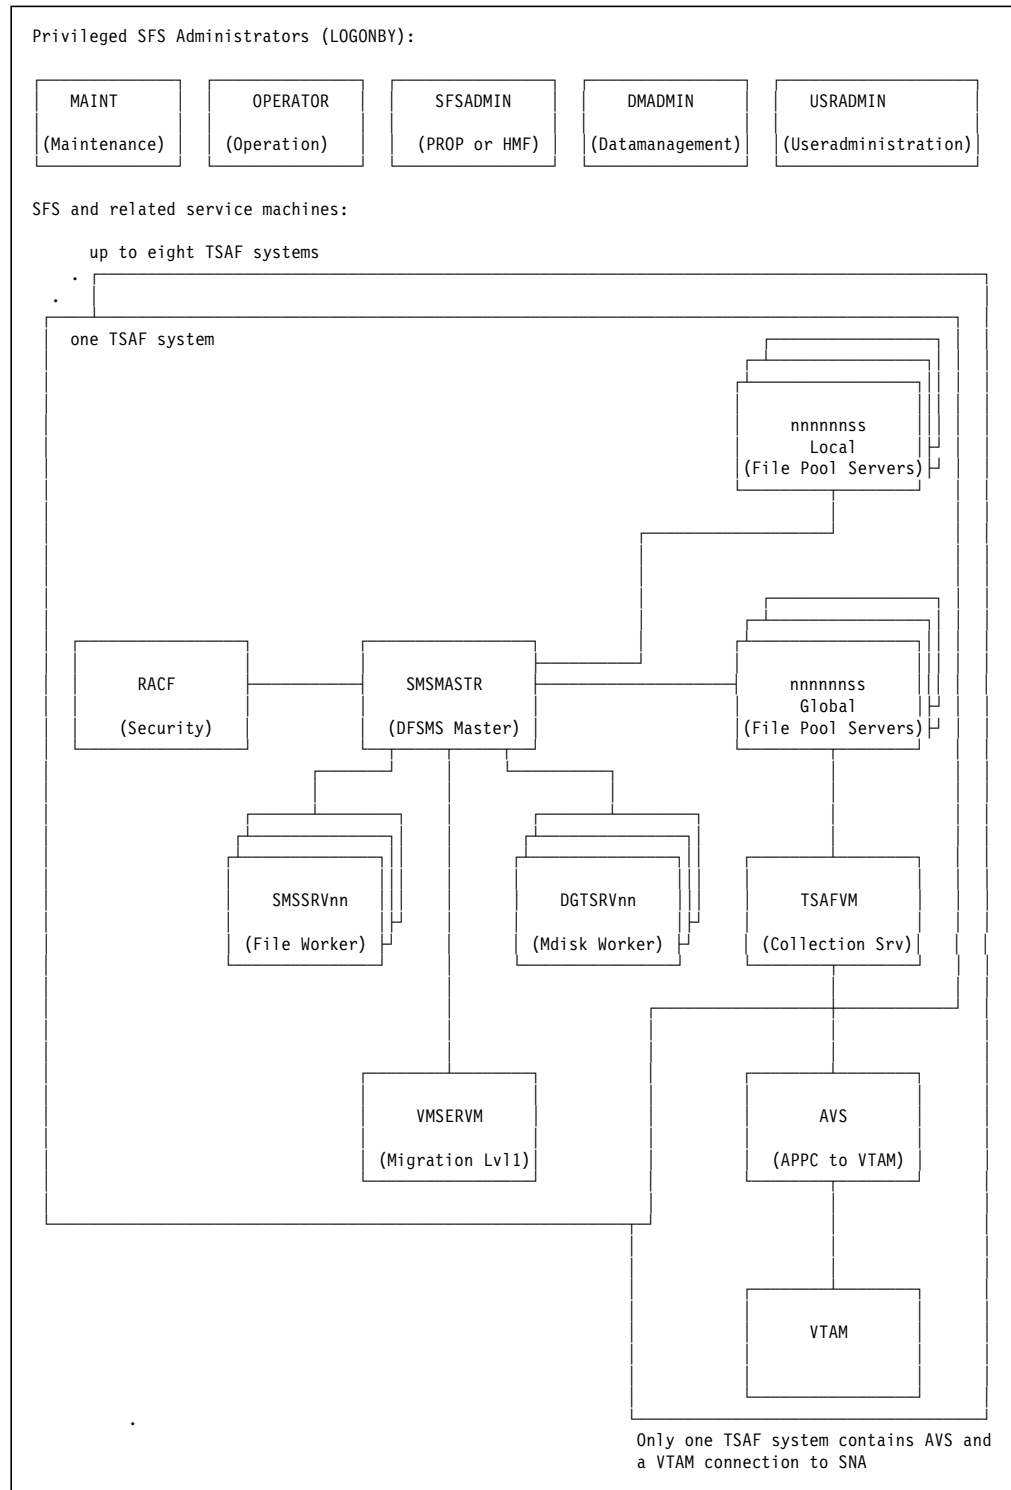 Privileged SFS Administrators (LOGONBY):
MAINT OPERATOR SFSADMIN DMADMIN USRADMIN
(Maintenance) (Operation) (PROP or HMF) (Datamanagement) (Useradministration)
SFS and related service machines:
up to eight TSAF systems
.
.
one TSAF system
nnnnnnss
Local
(File Pool Servers)
RACF SMSMASTR nnnnnnss
Global
(Security) (DFSMS Master) (File Pool Servers)
SMSSRVnn DGTSRVnn TSAFVM
(File Worker) (Mdisk Worker) (Collection Srv)
VMSERVM AVS
(Migration Lvl1) (APPC to VTAM)
VTAM
.
Only one TSAF system contains AVS and
a VTAM connection to SNA